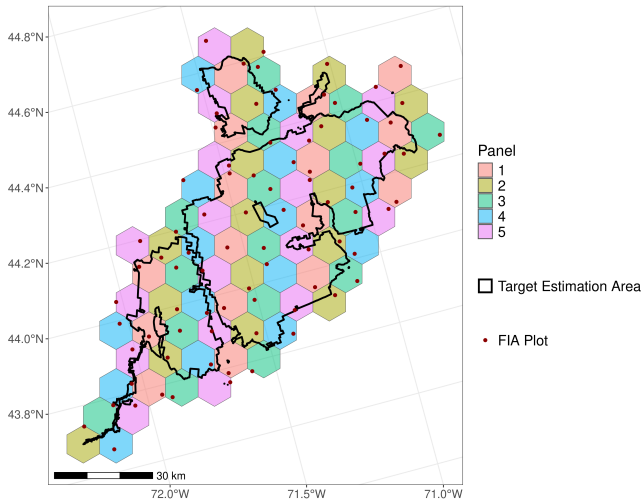 44.8°N
44.6°N
44.4°N
44.2°N
44.0°N
43.8°N
30 km
72.0°W
71.5°W
71.0°W
Panel
1
2
3
4
5
Target Estimation Area
FIA Plot